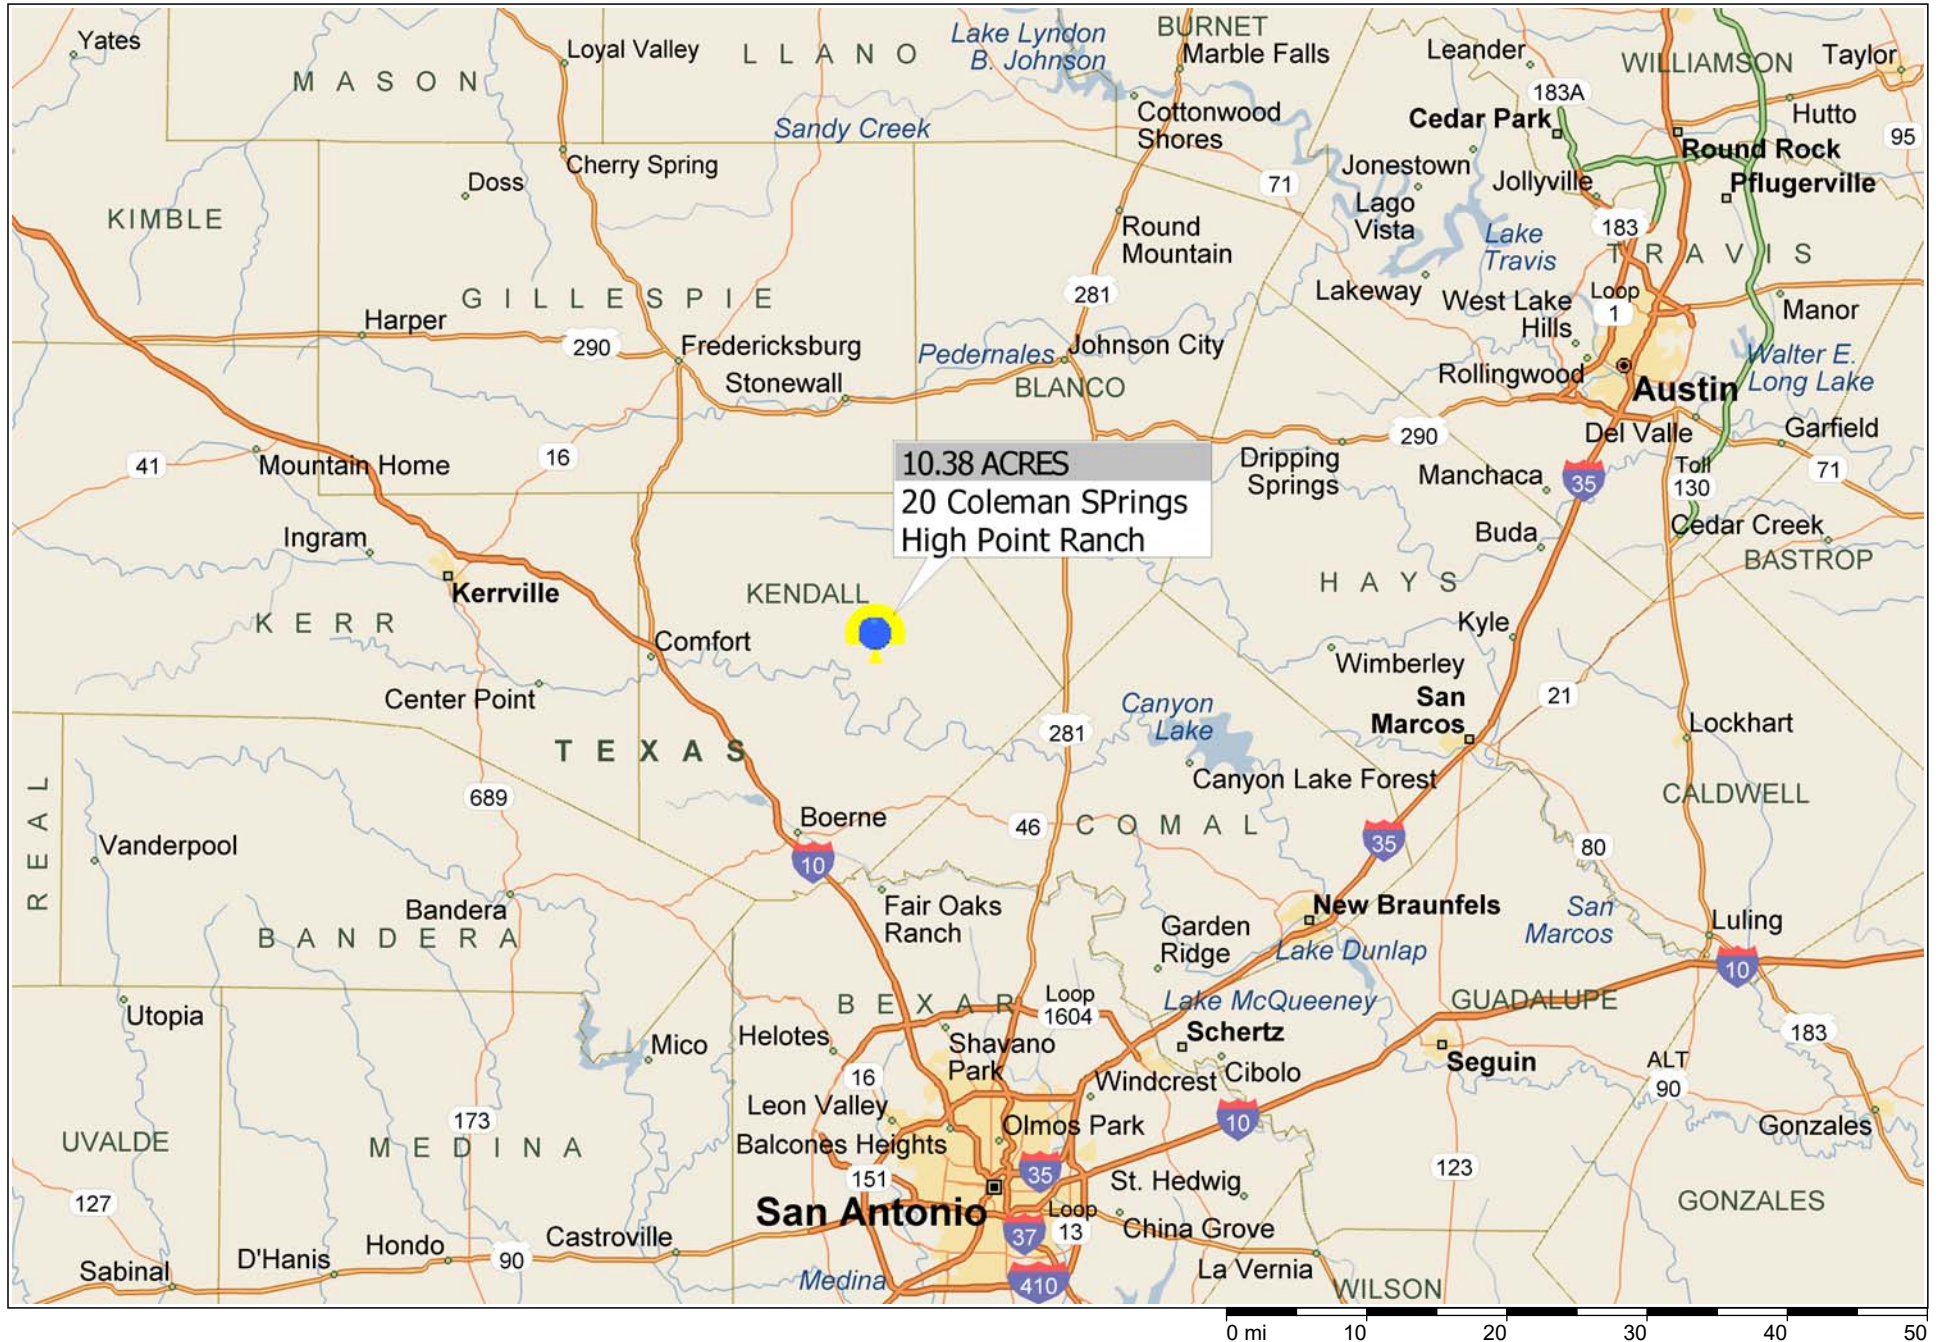 Yates
Loyal Valley
MASON
LLANO
Lake Lyndon
B. Johnson
BURNET
Marble Falls
Leander
WILLIAMSON
Taylor
183A
Cedar Park
Hutto
95
Cottonwood
Shores
Sandy Creek
Round Rock
Cherry Spring
Jonestown
Jollyville
Pflugerville
Doss
71
KIMBLE
Lago
Vista
Round
Mountain
183
Lake
Travis
TRAVIS
GILLESPIE
281
Lakeway
West Lake
Hills
Loop
1
Manor
Harper
290
Fredericksburg
Pedernales
Johnson City
Walter E.
Long Lake
Stonewall
BLANCO
Rollingwood
Austin
290
Del Valle
Garfield
41
Mountain Home
16
10.38 ACRES
20 Coleman SPrings
High Point Ranch
Dripping
Springs
Manchaca
35
Toll
130
71
Ingram
Buda
Cedar Creek
BASTROP
Kerrville
KENDALL
HAYS
KERR
Kyle
Comfort
Wimberley
Center Point
San
Marcos
21
Canyon
Lake
TEXAS
281
Lockhart
Canyon Lake Forest
REAL
689
CALDWELL
Boerne
46
COMAL
35
80
Vanderpool
10
Bandera
BANDERA
Fair Oaks
Ranch
New Braunfels
San
Marcos
Luling
Garden
Ridge
Lake Dunlap
10
Utopia
BEXAR
Loop
1604
Lake McQueeney
GUADALUPE
Mico
Helotes
Shavano
Park
Schertz
183
Seguin
ALT
90
16
Windcrest
Cibolo
Leon Valley
173
10
Olmos Park
Gonzales
UVALDE
MEDINA
Balcones Heights
35
123
151
St. Hedwig
127
San Antonio
GONZALES
Loop
13
37
China Grove
Castroville
Hondo
90
D'Hanis
Sabinal
Medina
410
La Vernia
WILSON
0 mi 10 20 30 40 50